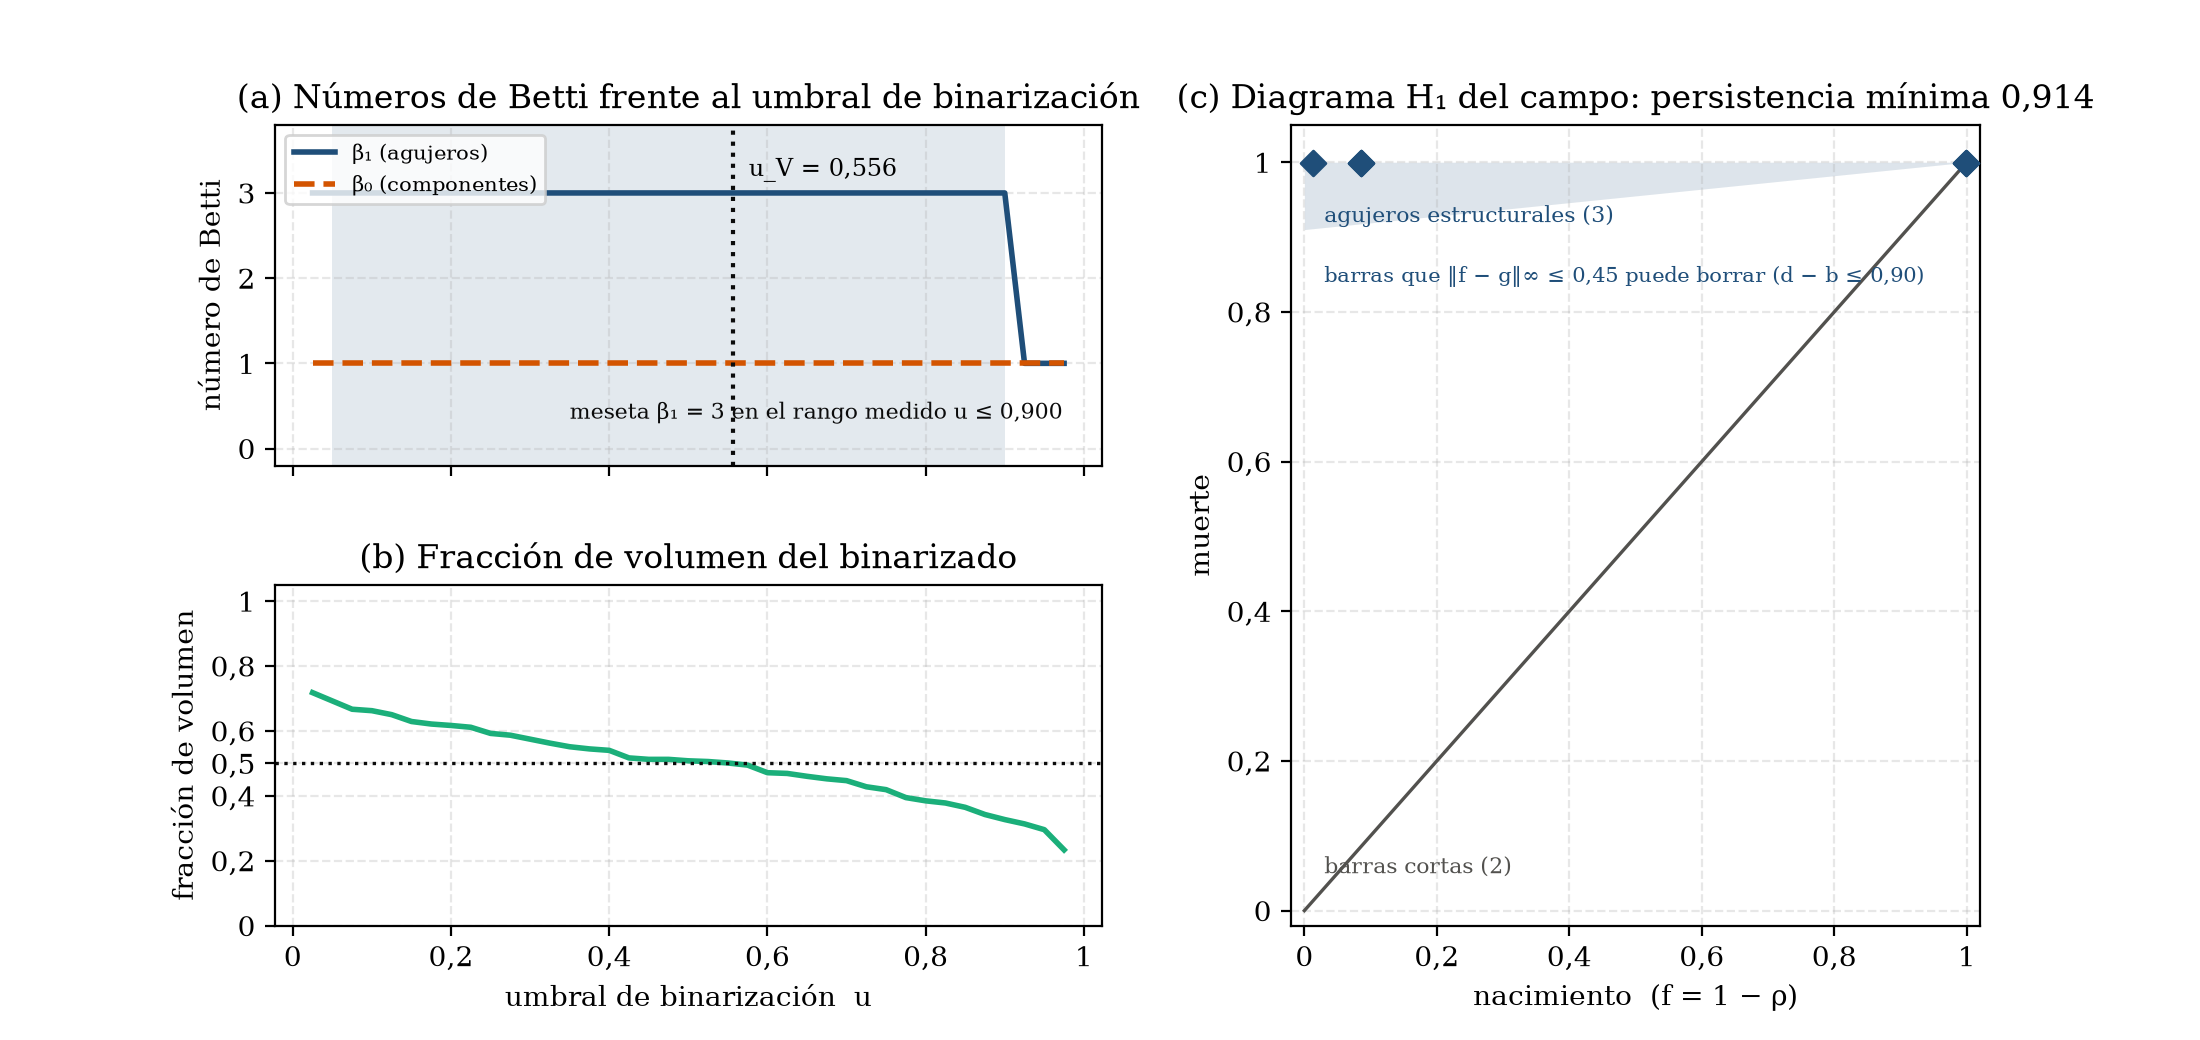 (a) Números de Betti frente al umbral de binarización
número de Betti
3
2
1
0
β₁ (agujeros)
β₀ (componentes)
u_V = 0,556
meseta β₁ = 3 en el rango medido u ≤ 0,900
(b) Fracción de volumen del binarizado
fracción de volumen
1
0,8
0,6
0,5
0,4
0,2
0
0 0,2 0,4 0,6 0,8 1
umbral de binarización u
(c) Diagrama H₁ del campo: persistencia mínima 0,914
muerte
1
0,8
0,6
0,4
0,2
0
agujeros estructurales (3)
barras que ‖f − g‖∞ ≤ 0,45 puede borrar (d − b ≤ 0,90)
barras cortas (2)
0 0,2 0,4 0,6 0,8 1
nacimiento (f = 1 − ρ)